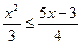 x²/3 ≤ (5x − 3)/4